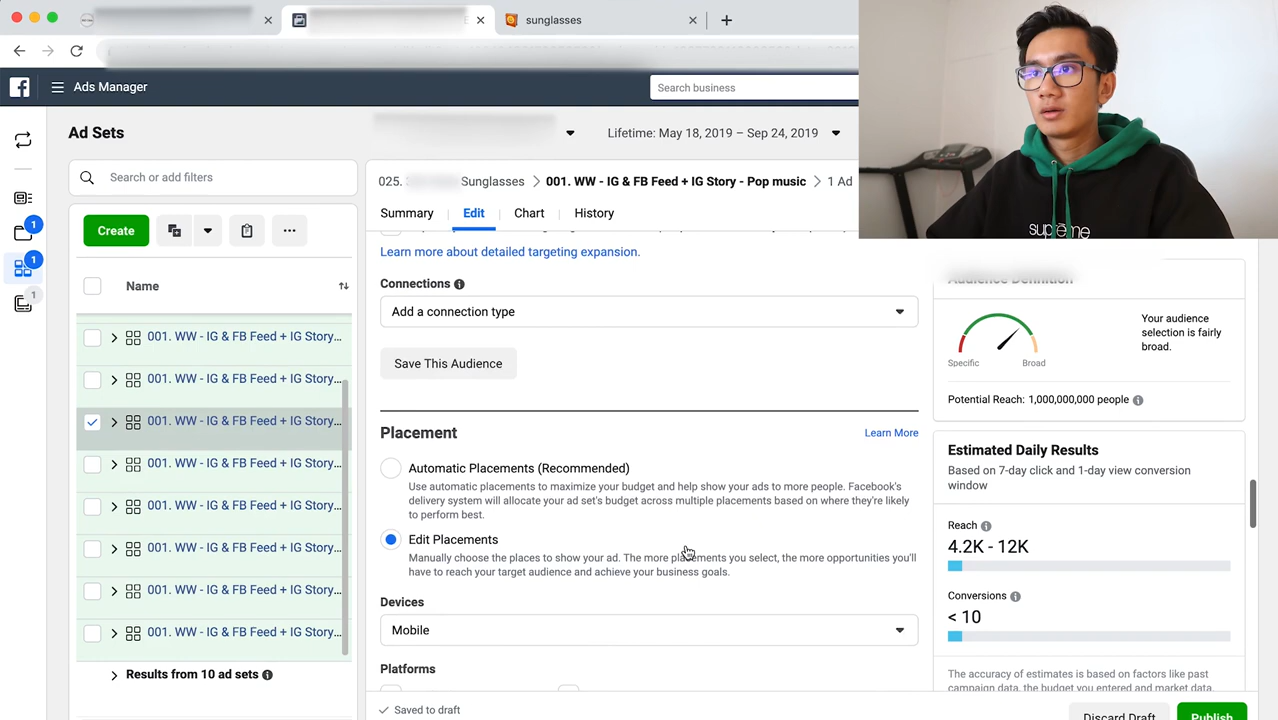 sunglasses
Ads Manager
Search business
Ad Sets
Lifetime: May 18, 2019 – Sep 24, 2019
Search or add filters
025.
Sunglasses
001. WW - IG & FB Feed + IG Story - Pop music
1 Ad
Summary
Edit
Chart
History
Create
1
1
1
Name
001. WW - IG & FB Feed + IG Story...
001. WW - IG & FB Feed + IG Story...
001. WW - IG & FB Feed + IG Story...
001. WW - IG & FB Feed + IG Story...
001. WW - IG & FB Feed + IG Story...
001. WW - IG & FB Feed + IG Story...
001. WW - IG & FB Feed + IG Story...
001. WW - IG & FB Feed + IG Story...
Results from 10 ad sets
Learn more about detailed targeting expansion.
Connections
Add a connection type
Save This Audience
Placement
Learn More
Automatic Placements (Recommended)
Use automatic placements to maximize your budget and help show your ads to more people. Facebook's
delivery system will allocate your ad set's budget across multiple placements based on where they're likely
to perform best.
Edit Placements
Manually choose the places to show your ad. The more placements you select, the more opportunities you'll
have to reach your target audience and achieve your business goals.
Devices
Mobile
Platforms
Saved to draft
supreme
Audience Definition
Specific
Broad
Your audience
selection is fairly
broad.
Potential Reach: 1,000,000,000 people
Estimated Daily Results
Based on 7-day click and 1-day view conversion
window
Reach
4.2K - 12K
Conversions
< 10
The accuracy of estimates is based on factors like past
campaign data, the budget you entered and market data.
Discard Draft
Publish